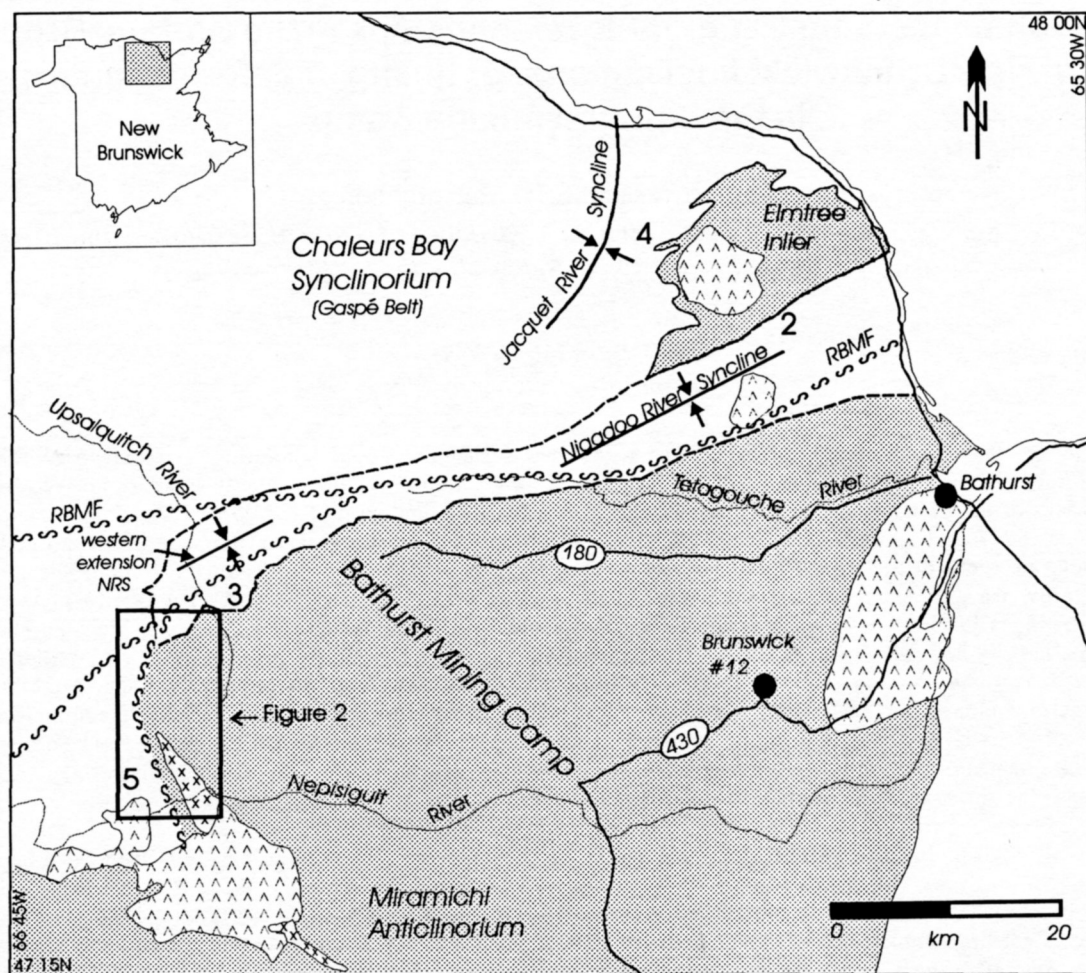 48 00N
65 30W
New
Brunswick
N
Syncline
Elmtree
Inlier
4
Chaleurs Bay
Synclinorium
(Gaspé Belt)
Jacquet River
2
RBMF
Nigadoo River Syncline
Upsalquitch River
Tetagouche River
Bathurst
RBMF
western
extension
NRS
180
3
Bathurst Mining Camp
Brunswick
#12
Figure 2
430
5
Nepisiguit River
Miramichi
Anticlinorium
66 45W
47 15N
0 20
km